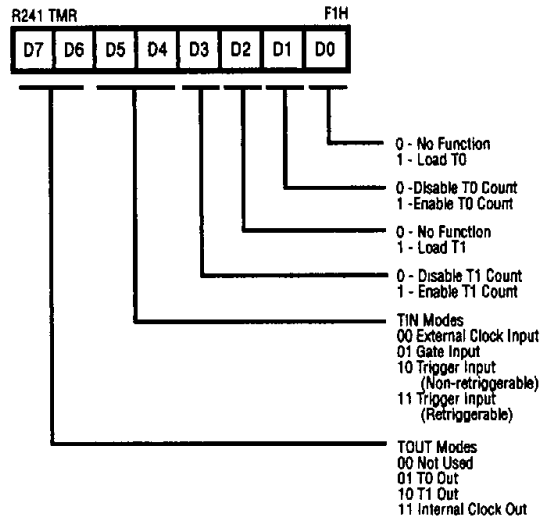 R241 TMR F1H
D7 D6 D5 D4 D3 D2 D1 D0
0 - No Function
1 - Load T0
0 -Disable T0 Count
1 -Enable T0 Count
0 - No Function
1 - Load T1
0 - Disable T1 Count
1 - Enable T1 Count
TIN Modes
00 External Clock Input
01 Gate Input
10 Trigger Input
(Non-retriggerable)
11 Trigger Input
(Retriggerable)
TOUT Modes
00 Not Used
01 T0 Out
10 T1 Out
11 Internal Clock Out